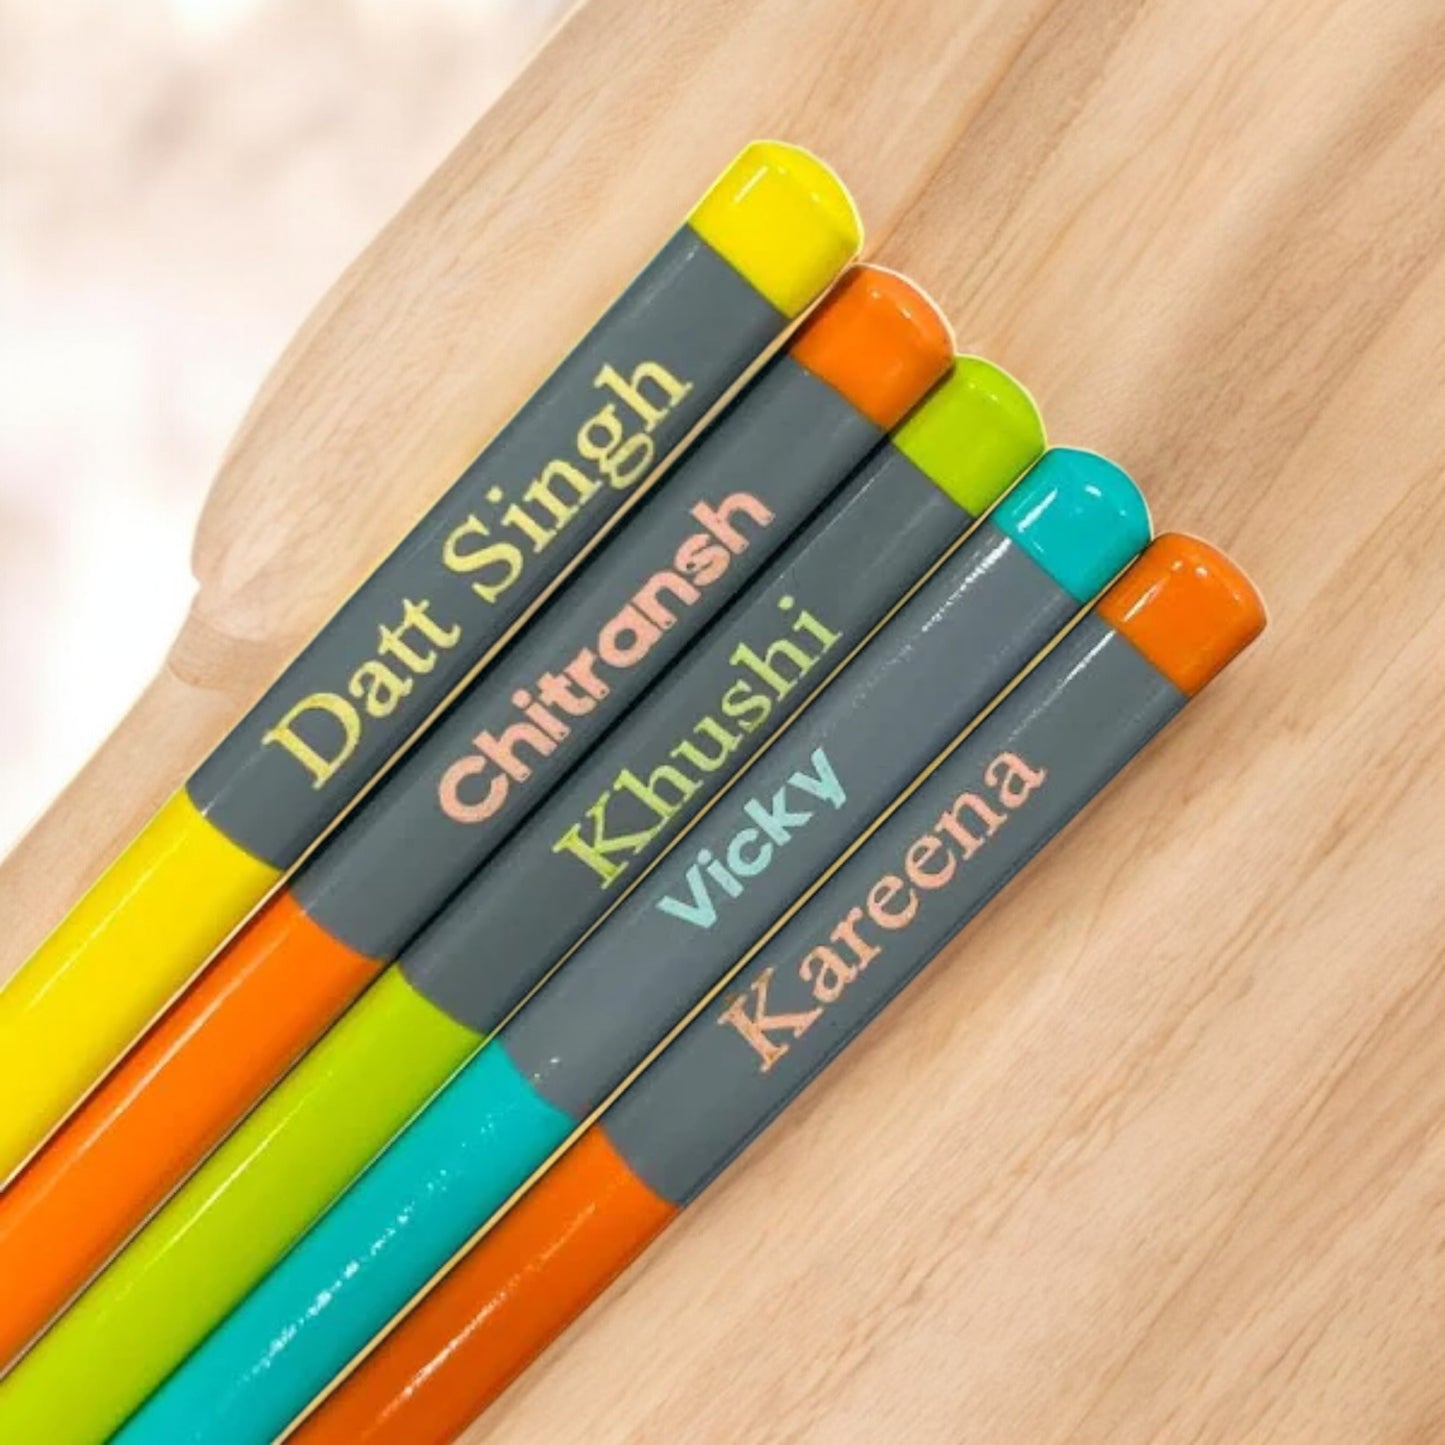 Datt Singh
Chitransh
Khushi
Vicky
Kareena